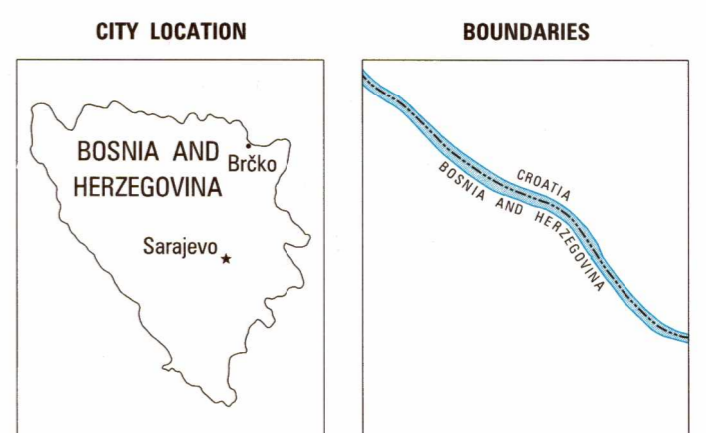 CITY LOCATION
BOSNIA AND
HERZEGOVINA
Brčko
Sarajevo
BOUNDARIES
CROATIA
BOSNIA AND HERZEGOVINA